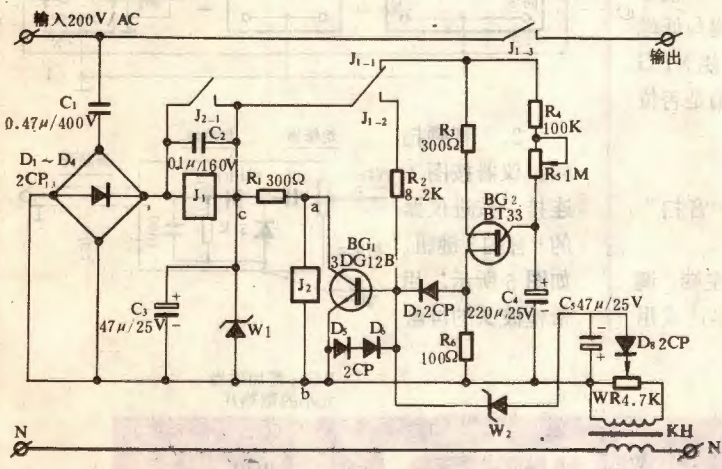 输入200V/AC
J1-3
输出
C1
0.47μ/400V
J2-1
J1-1
J1-2
C2
0.1μ/160V
D1～D4
2CP13
J1
c
R1 300Ω
a
R2
8.2K
R3
300Ω
R4
100K
R5 1M
BG2
BT33
BG1
3DG12B
J2
C3
47μ/25V
W1
D5
D6
2CP
D7 2CP
R6
100Ω
C4
220μ/25V
C5 47μ/25V
D8 2CP
WR4.7K
b
W2
KH
N
N